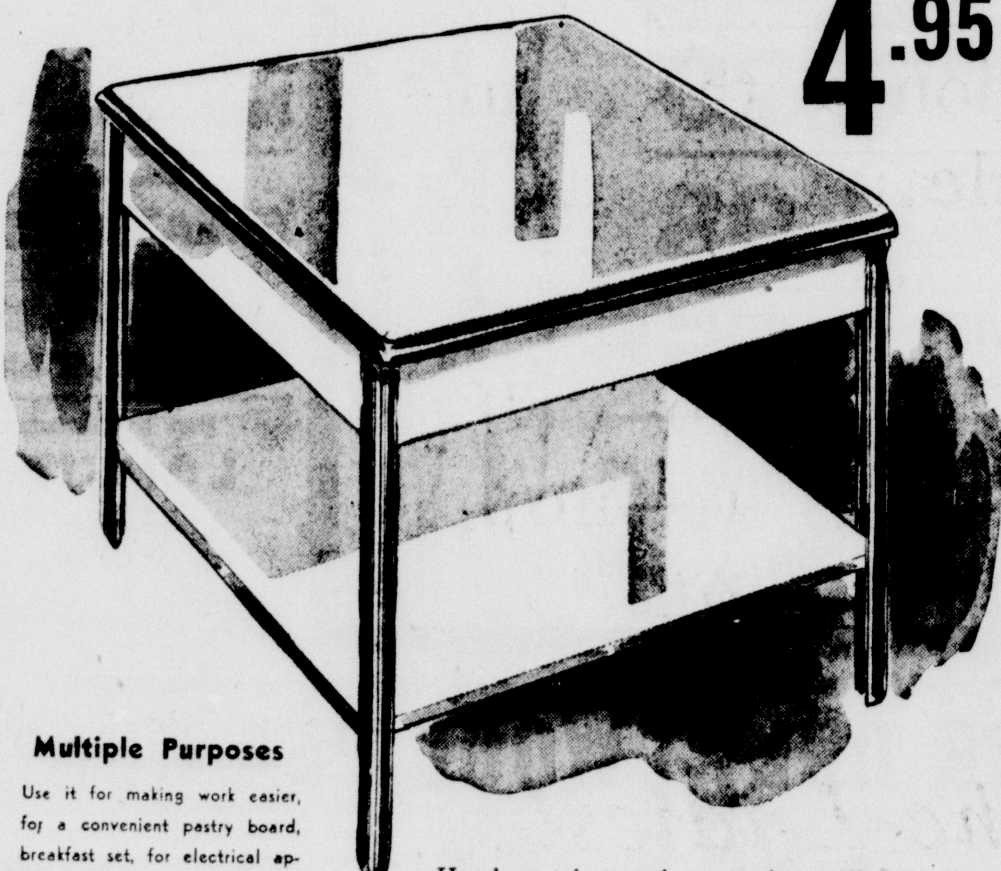 4.95
Multiple Purposes
Use it for making work easier,
for a convenient pastry board,
breakfast set, for electrical ap-